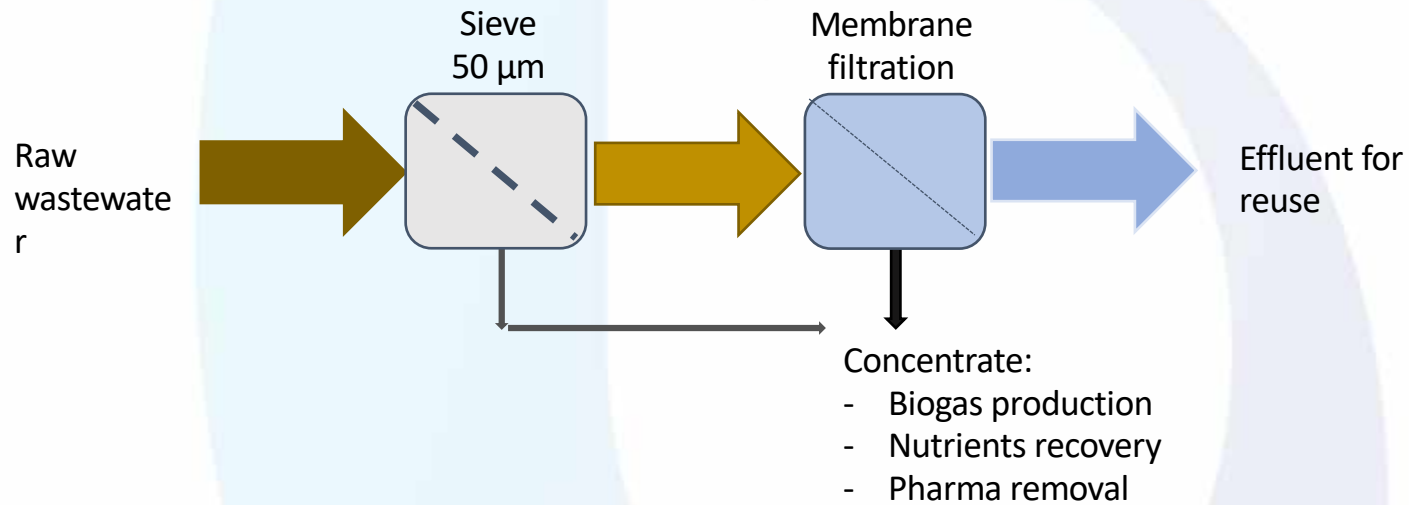 Sieve
50 µm
Membrane
filtration
Raw
wastewate
r
Effluent for
reuse
Concentrate:
- Biogas production
- Nutrients recovery
- Pharma removal